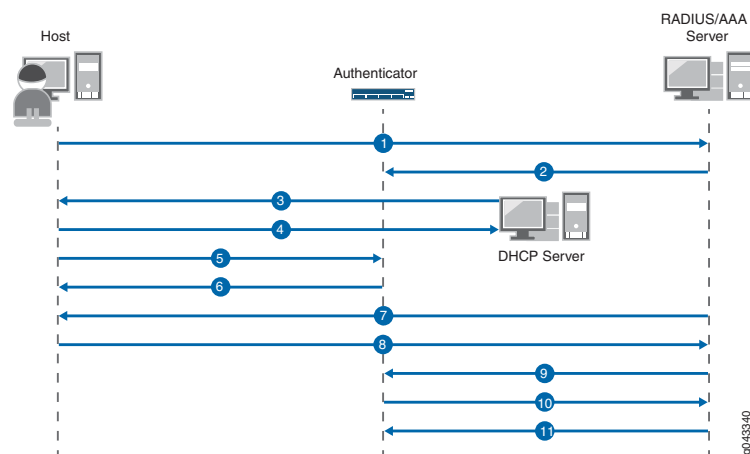 RADIUS/AAA
Server
Host
Authenticator
1
2
3
4
DHCP Server
5
6
7
8
9
10
11
g043340